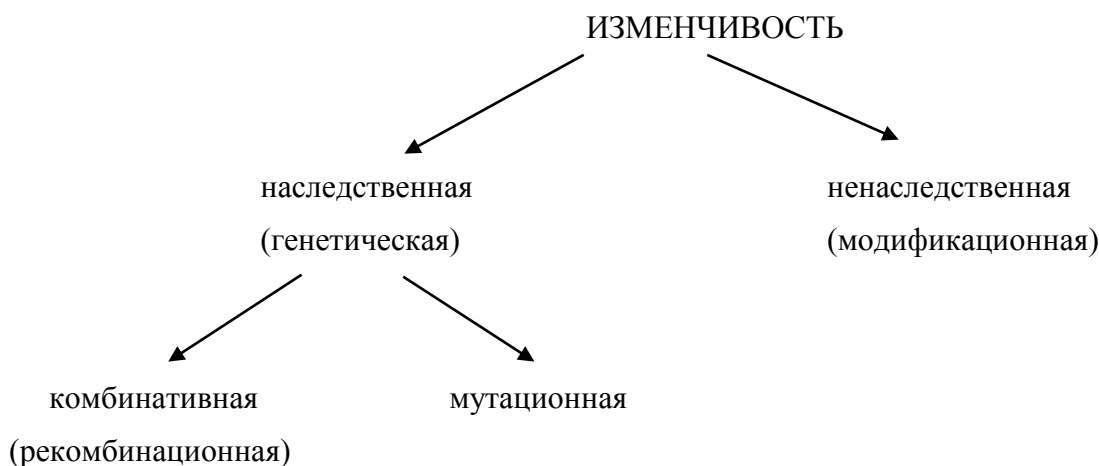 ИЗМЕНЧИВОСТЬ
наследственная
(генетическая)
ненаследственная
(модификационная)
комбинативная
(рекомбинационная)
мутационная